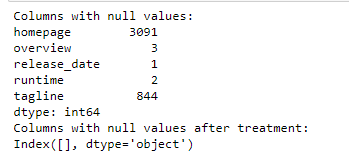 Columns with null values:
homepage        3091
overview           3
release_date       1
runtime            2
tagline          844
dtype: int64
Columns with null values after treatment:
Index([], dtype='object')